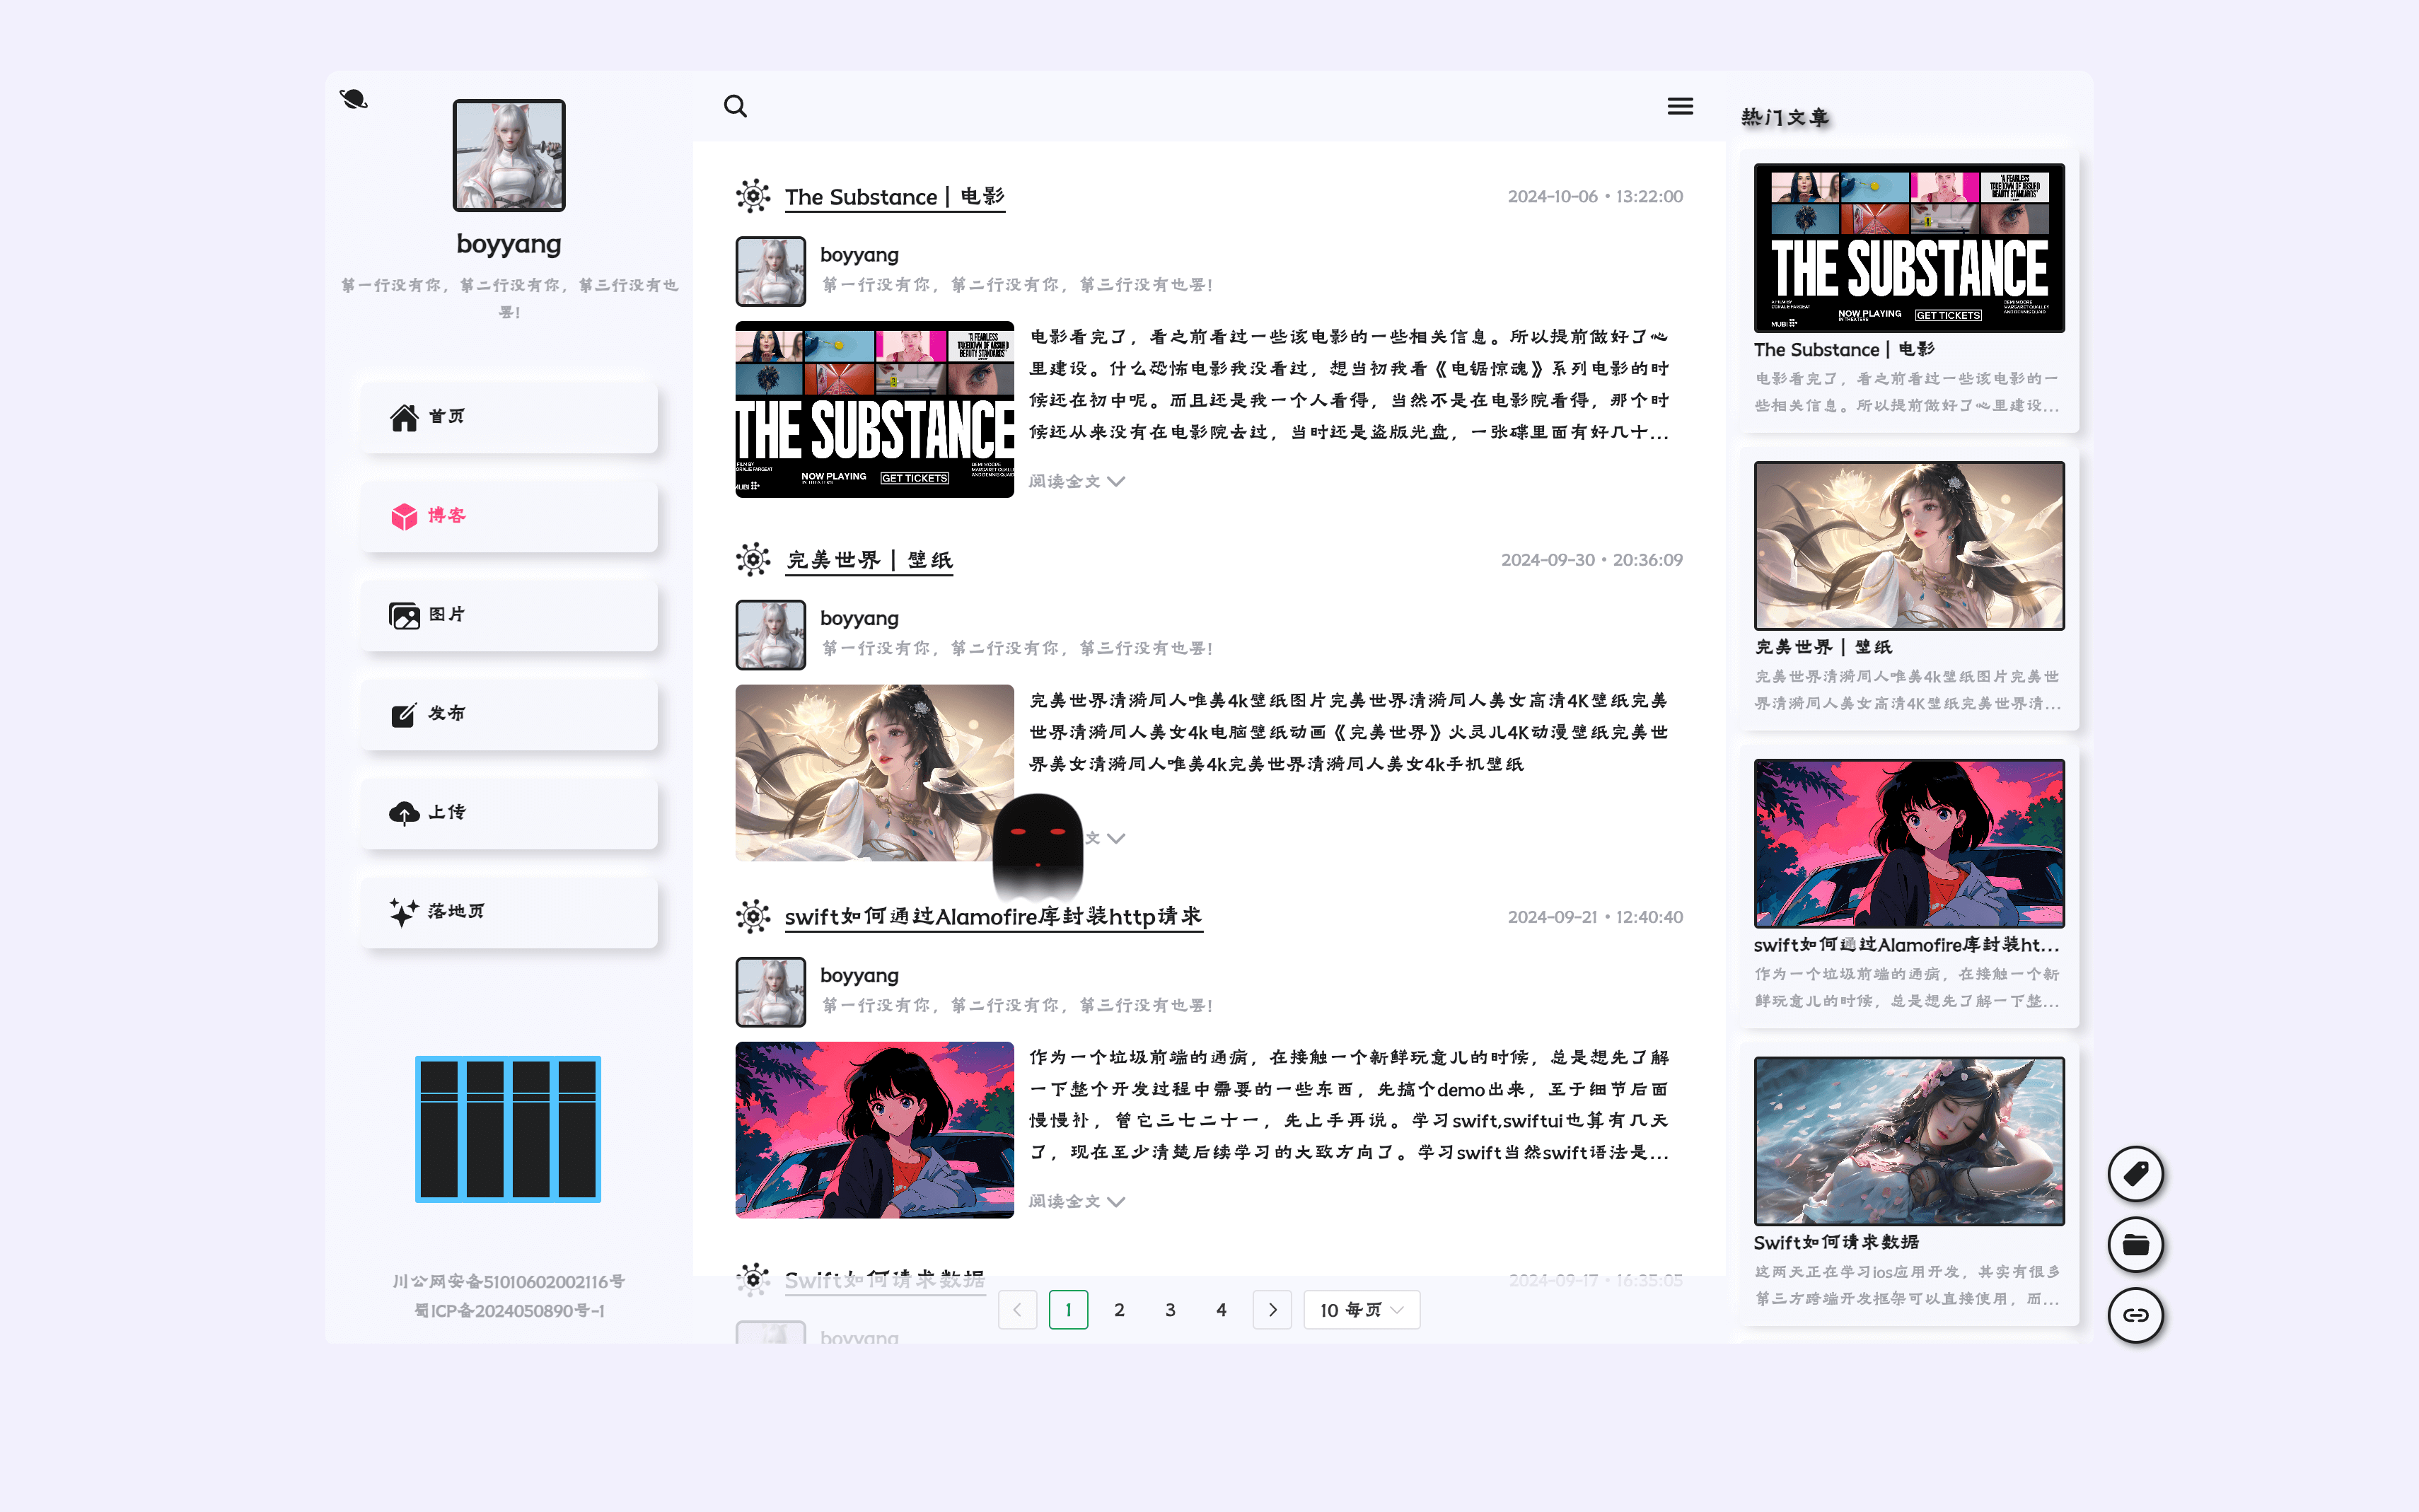 boyyang
第一行没有你，第二行没有你，第三行没有也
罢!
首页
博客
图片
发布
上传
落地页
川公网安备51010602002116号
蜀ICP备2024050890号-1
The Substance | 电影
2024-10-06 • 13:22:00
boyyang
第一行没有你，第二行没有你，第三行没有也罢!
"A FEARLESS
TAKEDOWN OF ABSURD
BEAUTY STANDARDS"
THE SUBSTANCE
NOW PLAYING
IN THEATERS
GET TICKETS
MUBI
电影看完了，看之前看过一些该电影的一些相关信息。所以提前做好了心
里建设。什么恐怖电影我没看过，想当初我看《电锯惊魂》系列电影的时
候还在初中呢。而且还是我一个人看得，当然不是在电影院看得，那个时
候还从来没有在电影院去过，当时还是盗版光盘，一张碟里面有好几十...
阅读全文
完美世界 | 壁纸
2024-09-30 • 20:36:09
boyyang
第一行没有你，第二行没有你，第三行没有也罢!
完美世界清漪同人唯美4k壁纸图片完美世界清漪同人美女高清4K壁纸完美
世界清漪同人美女4k电脑壁纸动画《完美世界》火灵儿4K动漫壁纸完美世
界美女清漪同人唯美4k完美世界清漪同人美女4k手机壁纸
文
swift如何通过Alamofire库封装http请求
2024-09-21 • 12:40:40
boyyang
第一行没有你，第二行没有你，第三行没有也罢!
作为一个垃圾前端的通病，在接触一个新鲜玩意儿的时候，总是想先了解
一下整个开发过程中需要的一些东西，先搞个demo出来，至于细节后面
慢慢补，管它三七二十一，先上手再说。学习swift,swiftui也算有几天
了，现在至少清楚后续学习的大致方向了。学习swift当然swift语法是...
阅读全文
Swift如何请求数据
2024-09-17 • 16:35:05
boyyang
1
2
3
4
10 每页
热门文章
"A FEARLESS
TAKEDOWN OF ABSURD
BEAUTY STANDARDS"
THE SUBSTANCE
A FILM BY
CORALIE FARGEAT
NOW PLAYING
IN THEATERS
GET TICKETS
DEMI MOORE
MARGARET QUALLEY
AND DENNIS QUAID
MUBI
The Substance | 电影
电影看完了，看之前看过一些该电影的一
些相关信息。所以提前做好了心里建设...
完美世界 | 壁纸
完美世界清漪同人唯美4k壁纸图片完美世
界清漪同人美女高清4K壁纸完美世界清...
swift如何通过Alamofire库封装ht...
作为一个垃圾前端的通病，在接触一个新
鲜玩意儿的时候，总是想先了解一下整...
Swift如何请求数据
这两天正在学习ios应用开发，其实有很多
第三方跨端开发框架可以直接使用，而...